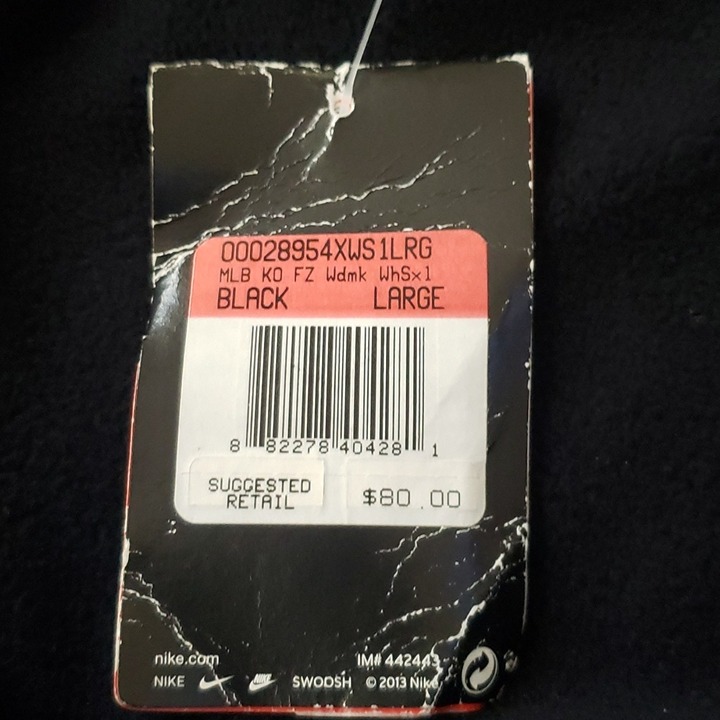 00028954XWS1LRG
MLB KO FZ Wdmk WhSx1
BLACK LARGE
8 82278 40428 1
SUGGESTED RETAIL $80.00
nike.com IM# 442443
NIKE NIKE SWOOSH © 2013 Nike